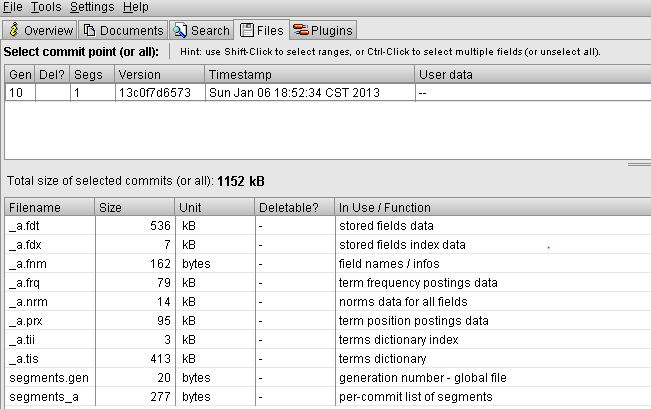 File Tools Settings Help
Overview Documents Search Files Plugins
Select commit point (or all): Hint: use Shift-Click to select ranges, or Ctrl-Click to select multiple fields (or unselect all).
Gen Del? Segs Version Timestamp User data
10 1 13c0f7d6573 Sun Jan 06 18:52:34 CST 2013 --
Total size of selected commits (or all): 1152 kB
Filename Size Unit Deletable? In Use / Function
_a.fdt 536 kB - stored fields data
_a.fdx 7 kB - stored fields index data
_a.fnm 162 bytes - field names / infos
_a.frq 79 kB - term frequency postings data
_a.nrm 14 kB - norms data for all fields
_a.prx 95 kB - term position postings data
_a.tii 3 kB - terms dictionary index
_a.tis 413 kB - terms dictionary
segments.gen 20 bytes - generation number - global file
segments_a 277 bytes - per-commit list of segments